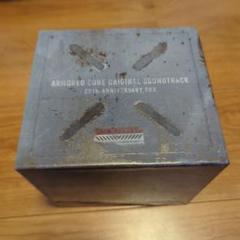 ARMORED CORE ORIGINAL SOUNDTRACK
20th ANNIVERSARY BOX